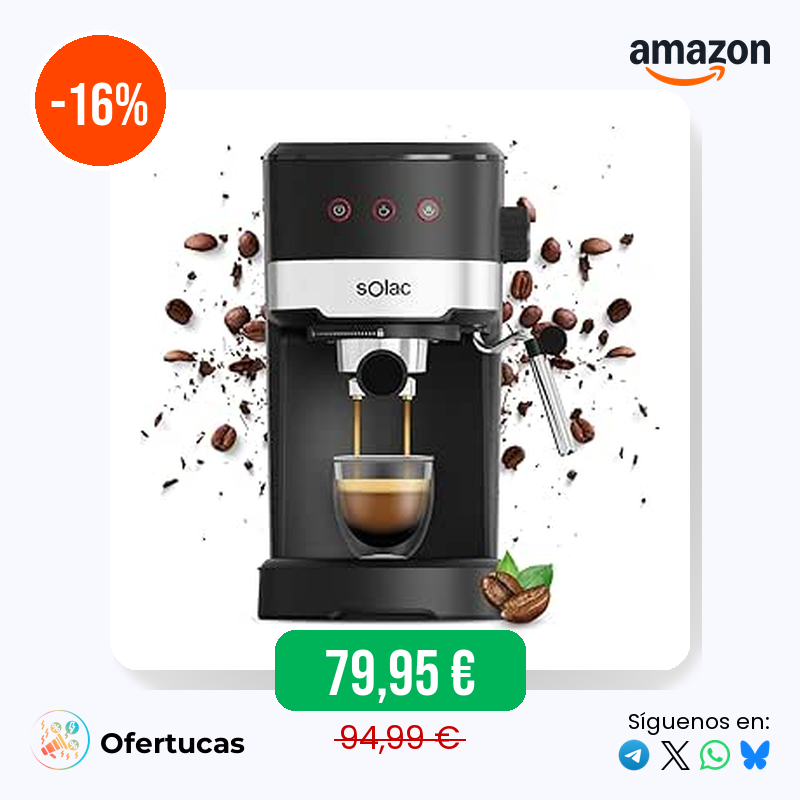 -16%
amazon
sOlac
79,95 €
94,99 €
Ofertucas
Síguenos en: